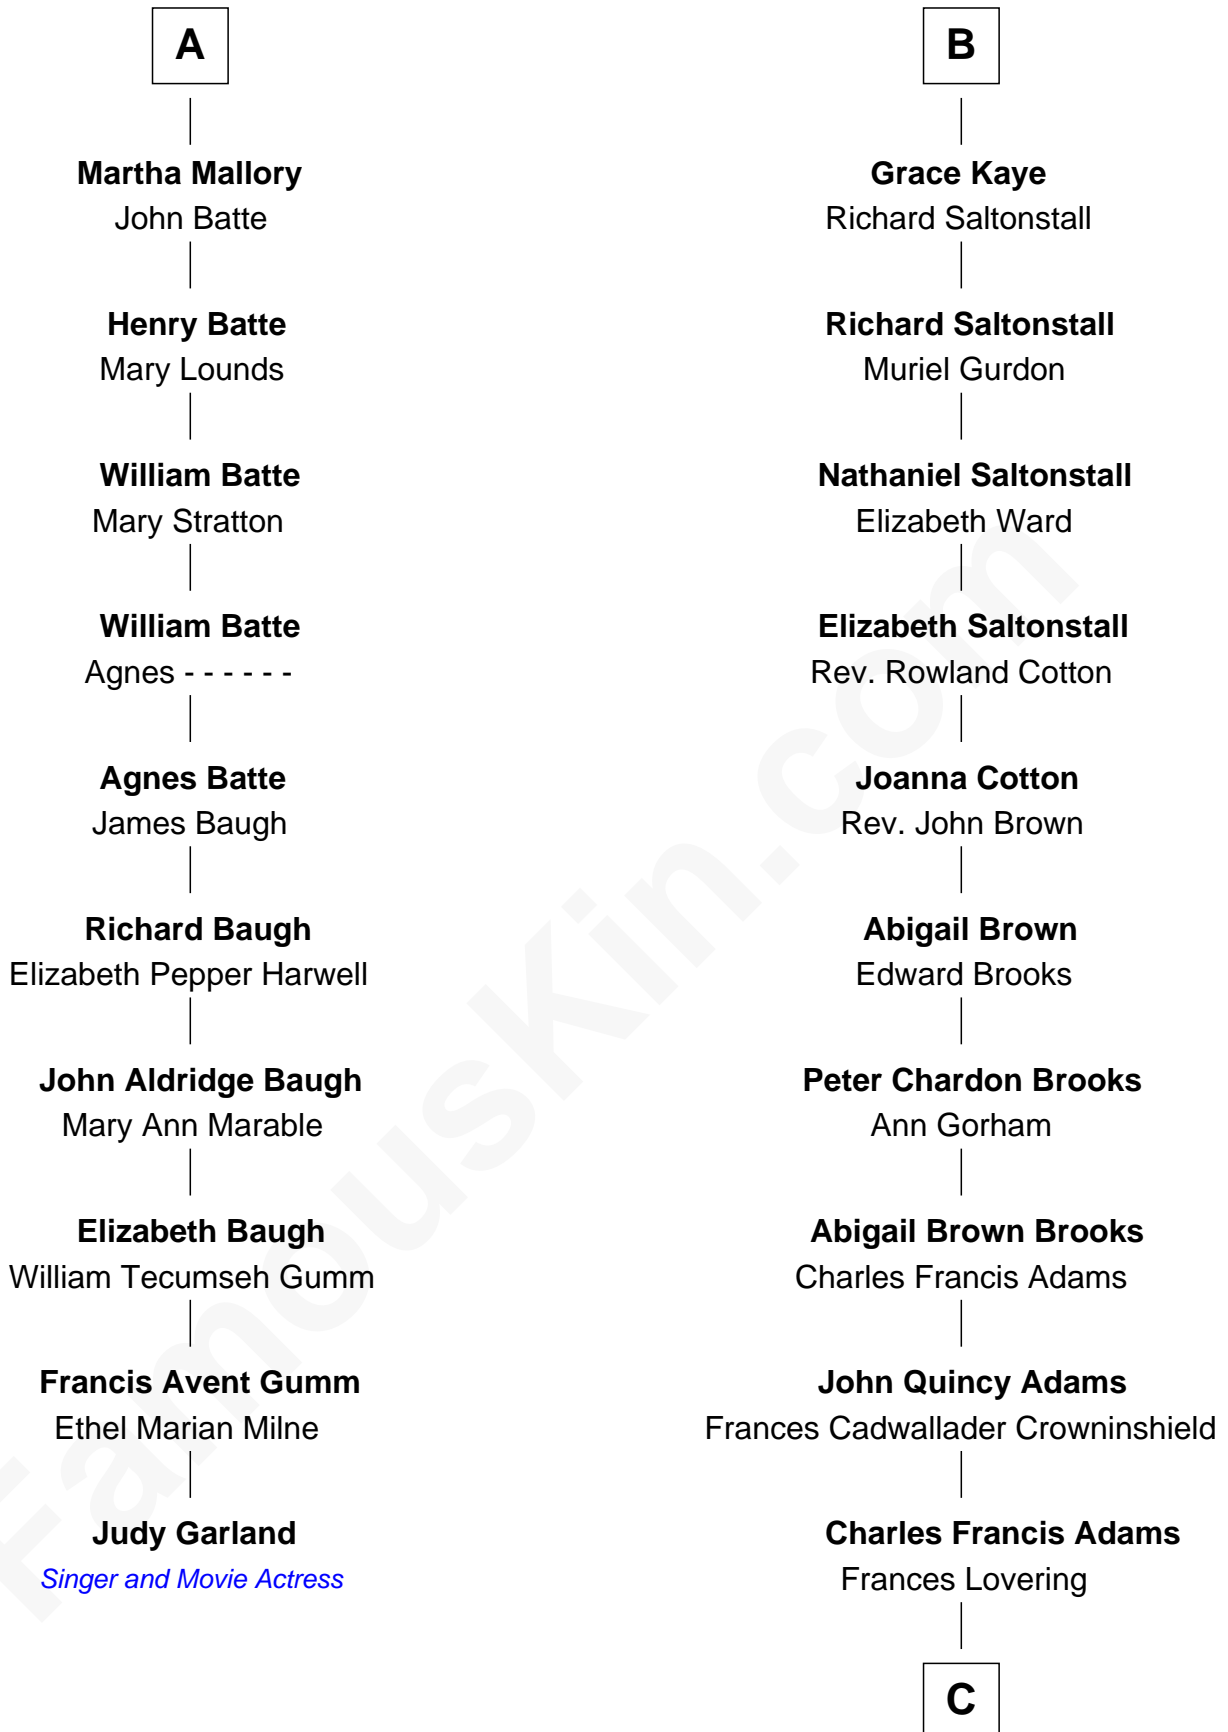 A
Martha Mallory
John Batte
Henry Batte
Mary Lounds
William Batte
Mary Stratton
William Batte
Agnes - - - - - -
Agnes Batte
James Baugh
Richard Baugh
Elizabeth Pepper Harwell
John Aldridge Baugh
Mary Ann Marable
Elizabeth Baugh
William Tecumseh Gumm
Francis Avent Gumm
Ethel Marian Milne
Judy Garland
Singer and Movie Actress
B
Grace Kaye
Richard Saltonstall
Richard Saltonstall
Muriel Gurdon
Nathaniel Saltonstall
Elizabeth Ward
Elizabeth Saltonstall
Rev. Rowland Cotton
Joanna Cotton
Rev. John Brown
Abigail Brown
Edward Brooks
Peter Chardon Brooks
Ann Gorham
Abigail Brown Brooks
Charles Francis Adams
John Quincy Adams
Frances Cadwallader Crowninshield
Charles Francis Adams
Frances Lovering
C
FamousKin.com